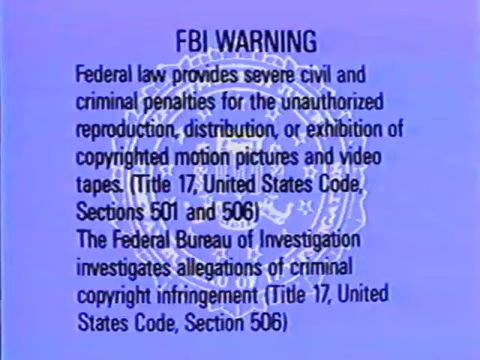 FBI WARNING
Federal law provides severe civil and
criminal penalties for the unauthorized
reproduction, distribution, or exhibition of
copyrighted motion pictures and video
tapes. (Title 17, United States Code,
Sections 501 and 506)
The Federal Bureau of Investigation
investigates allegations of criminal
copyright infringement (Title 17, United
States Code, Section 506)